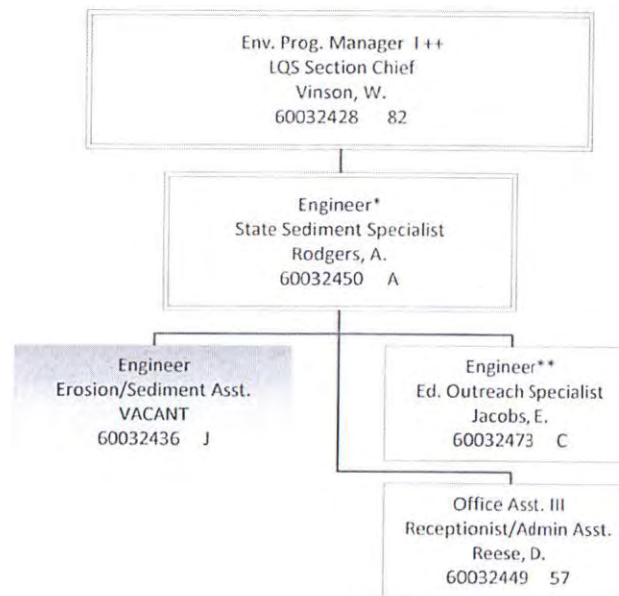 Env. Prog. Manager I ++
LQS Section Chief
Vinson, W.
60032428 82
Engineer*
State Sediment Specialist
Rodgers, A.
60032450 A
Engineer
Erosion/Sediment Asst.
VACANT
60032436 J
Engineer**
Ed. Outreach Specialist
Jacobs, E.
60032473 C
Office Asst. III
Receptionist/Admin Asst.
Reese, D.
60032449 57